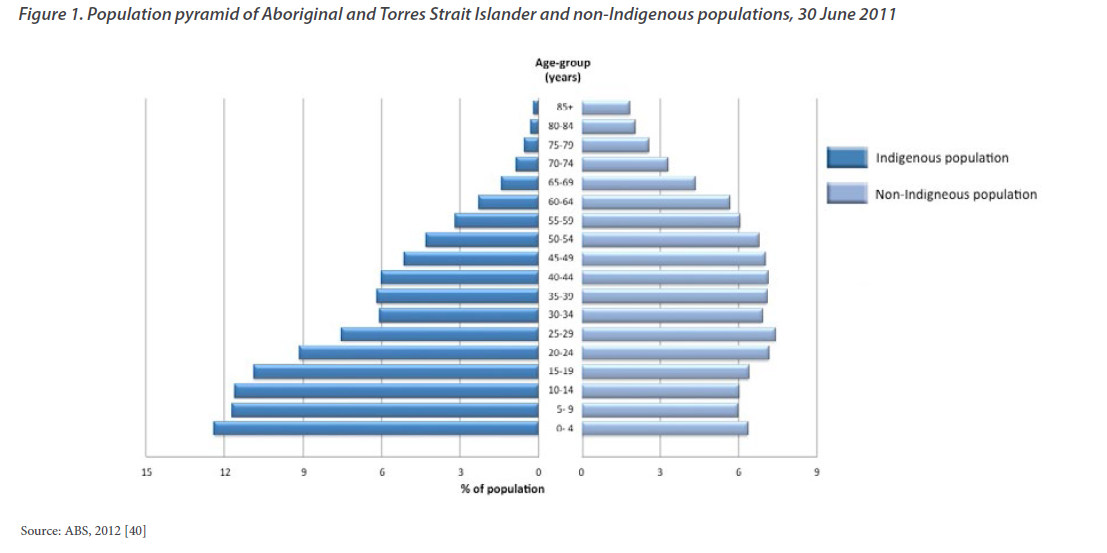 Figure 1. Population pyramid of Aboriginal and Torres Strait Islander and non-Indigenous populations, 30 June 2011
Age-group
(years)
85+
80-84
75-79
70-74
65-69
60-64
55-59
50-54
45-49
40-44
35-39
30-34
25-29
20-24
15-19
10-14
5- 9
0- 4
Indigenous population
Non-Indigneous population
15 12 9 6 3 0 0 3 6 9
% of population
Source: ABS, 2012 [40]